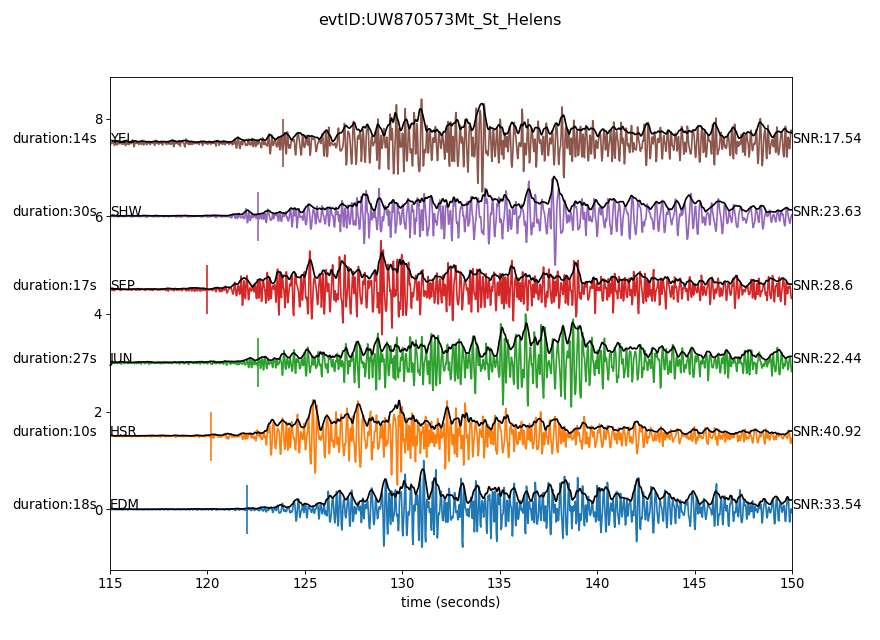 evtID:UW870573Mt_St_Helens
8
duration:14s YEL SNR:17.54
duration:30s 6 SHW SNR:23.63
duration:17s SEP SNR:28.6
4
duration:27s JUN SNR:22.44
2
duration:10s HSR SNR:40.92
duration:18s 0 EDM SNR:33.54
115 120 125 130 135 140 145 150
time (seconds)